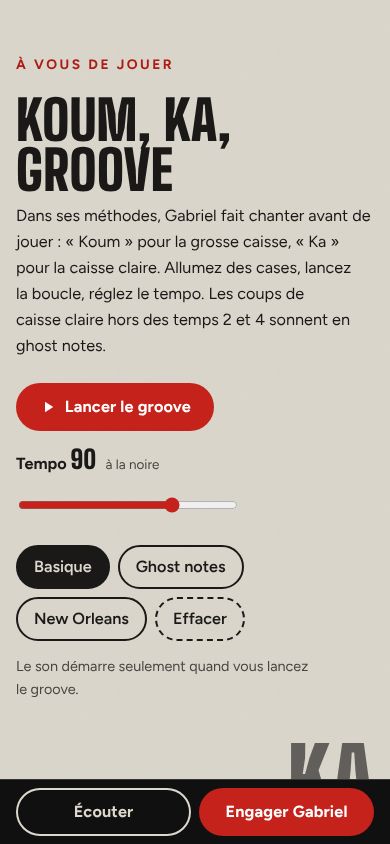 À VOUS DE JOUER
KOUM, KA,
GROOVE
Dans ses méthodes, Gabriel fait chanter avant de
jouer : « Koum » pour la grosse caisse, « Ka »
pour la caisse claire. Allumez des cases, lancez
la boucle, réglez le tempo. Les coups de
caisse claire hors des temps 2 et 4 sonnent en
ghost notes.
Lancer le groove
Tempo 90 à la noire
Basique Ghost notes
New Orleans Effacer
Le son démarre seulement quand vous lancez
le groove.
KA
Écouter Engager Gabriel